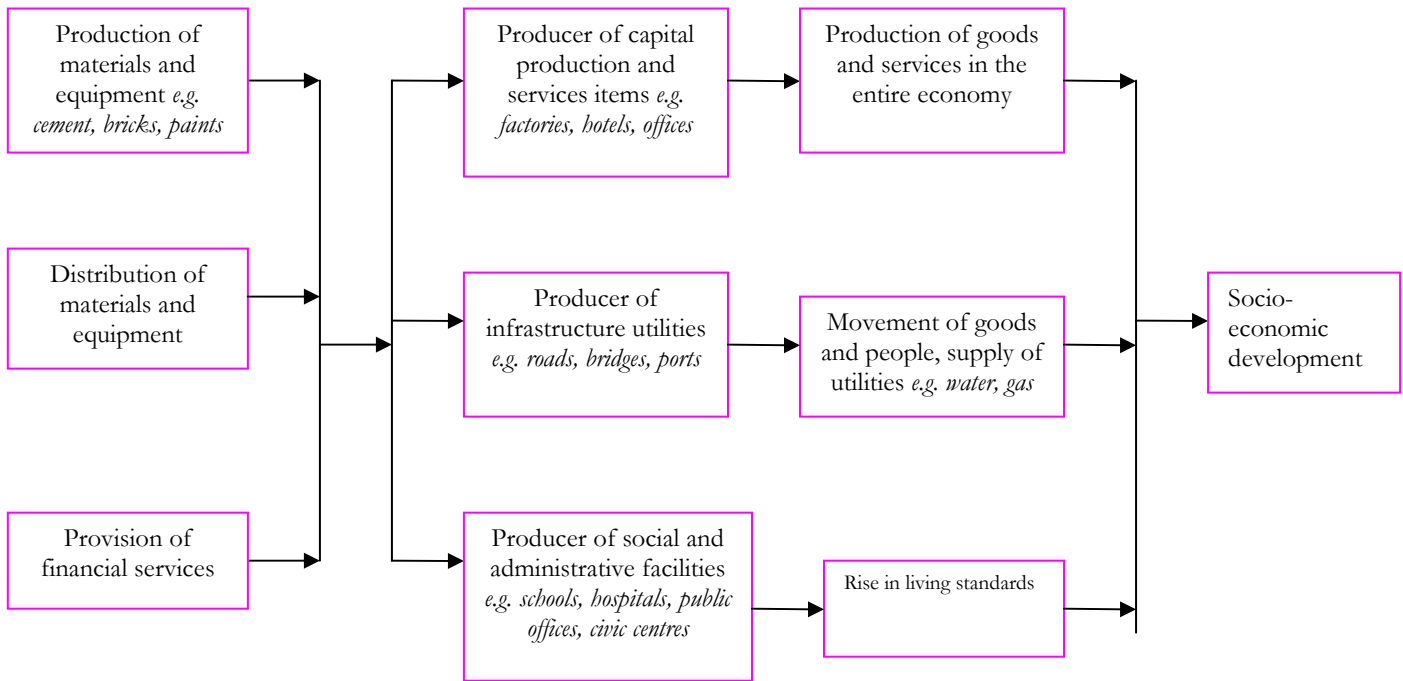 Production of
materials and
equipment e.g.
cement, bricks, paints
Distribution of
materials and
equipment
Provision of
financial services
Producer of capital
production and
services items e.g.
factories, hotels, offices
Producer of
infrastructure utilities
e.g. roads, bridges, ports
Producer of social and
administrative facilities
e.g. schools, hospitals, public
offices, civic centres
Production of goods
and services in the
entire economy
Movement of goods
and people, supply of
utilities e.g. water, gas
Rise in living standards
Socio-
economic
development